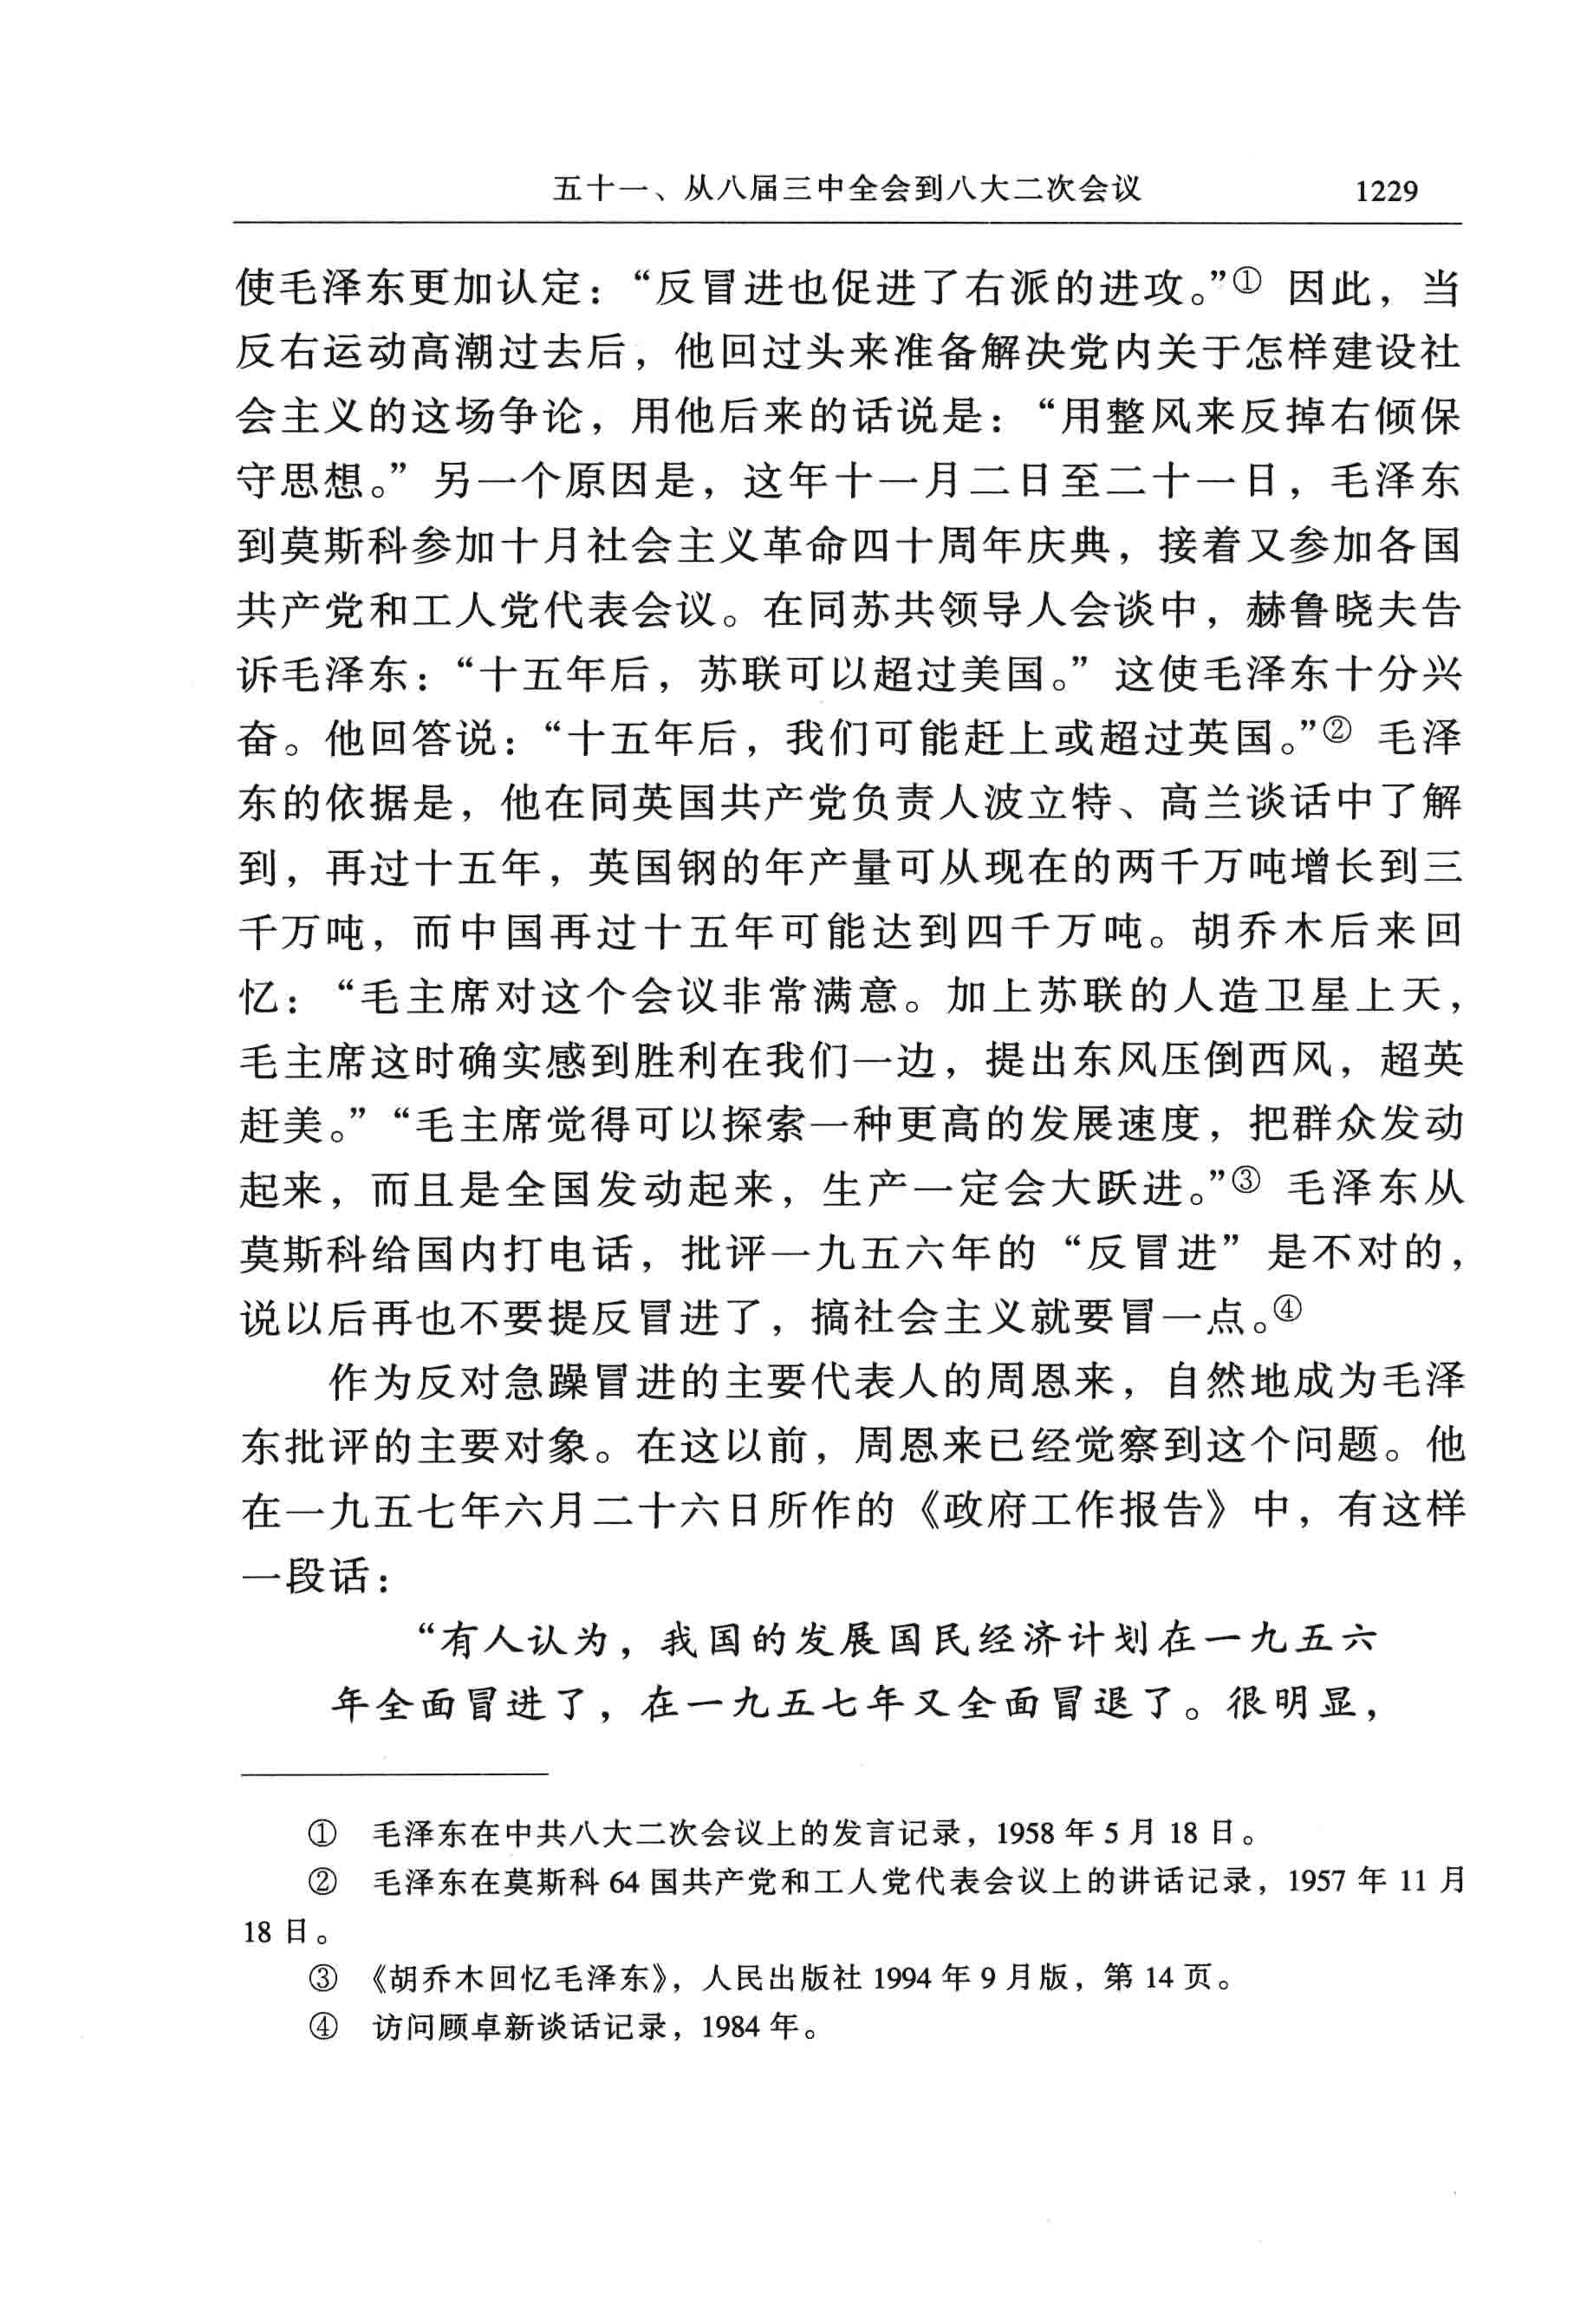 五十一、从八届三中全会到八大二次会议 1229
使毛泽东更加认定：“反冒进也促进了右派的进攻。”① 因此，当
反右运动高潮过去后，他回过头来准备解决党内关于怎样建设社
会主义的这场争论，用他后来的话说是：“用整风来反掉右倾保
守思想。”另一个原因是，这年十一月二日至二十一日，毛泽东
到莫斯科参加十月社会主义革命四十周年庆典，接着又参加各国
共产党和工人党代表会议。在同苏共领导人会谈中，赫鲁晓夫告
诉毛泽东：“十五年后，苏联可以超过美国。”这使毛泽东十分兴
奋。他回答说：“十五年后，我们可能赶上或超过英国。”② 毛泽
东的依据是，他在同英国共产党负责人波立特、高兰谈话中了解
到，再过十五年，英国钢的年产量可从现在的两千万吨增长到三
千万吨，而中国再过十五年可能达到四千万吨。胡乔木后来回
忆：“毛主席对这个会议非常满意。加上苏联的人造卫星上天，
毛主席这时确实感到胜利在我们一边，提出东风压倒西风，超英
赶美。”“毛主席觉得可以探索一种更高的发展速度，把群众发动
起来，而且是全国发动起来，生产一定会大跃进。”③ 毛泽东从
莫斯科给国内打电话，批评一九五六年的“反冒进”是不对的，
说以后再也不要提反冒进了，搞社会主义就要冒一点。④
作为反对急躁冒进的主要代表人的周恩来，自然地成为毛泽
东批评的主要对象。在这以前，周恩来已经觉察到这个问题。他
在一九五七年六月二十六日所作的《政府工作报告》中，有这样
一段话：
“有人认为，我国的发展国民经济计划在一九五六
年全面冒进了，在一九五七年又全面冒退了。很明显，
① 毛泽东在中共八大二次会议上的发言记录，1958 年 5 月 18 日。
② 毛泽东在莫斯科 64 国共产党和工人党代表会议上的讲话记录，1957 年 11 月
18 日。
③ 《胡乔木回忆毛泽东》，人民出版社 1994 年 9 月版，第 14 页。
④ 访问顾卓新谈话记录，1984 年。